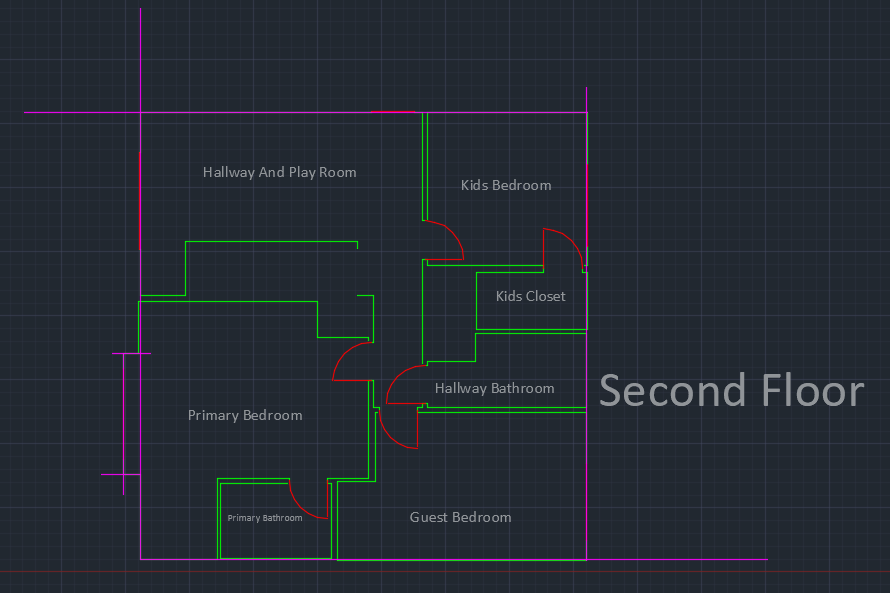 Hallway And Play Room
Kids Bedroom
Kids Closet
Hallway Bathroom
Second Floor
Primary Bedroom
Primary Bathroom
Guest Bedroom